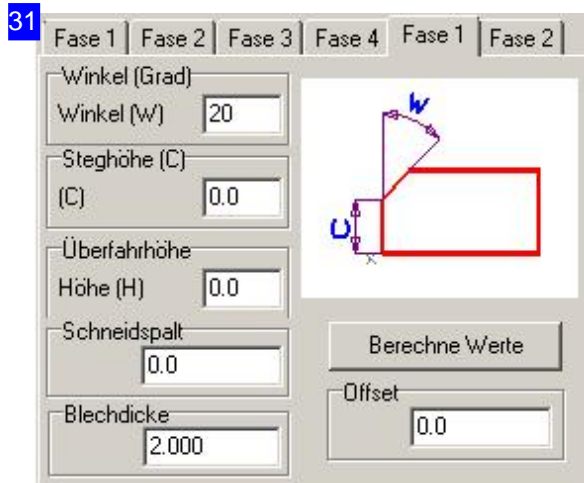 31
Fase 1 Fase 2 Fase 3 Fase 4 Fase 1 Fase 2
Winkel (Grad)
Winkel (W) 20
Steghöhe (C)
(C) 0.0
Überfahrhöhe
Höhe (H) 0.0
Schneidspalt
0.0
Blechdicke
2.000
W
C
x
Berechne Werte
Offset
0.0